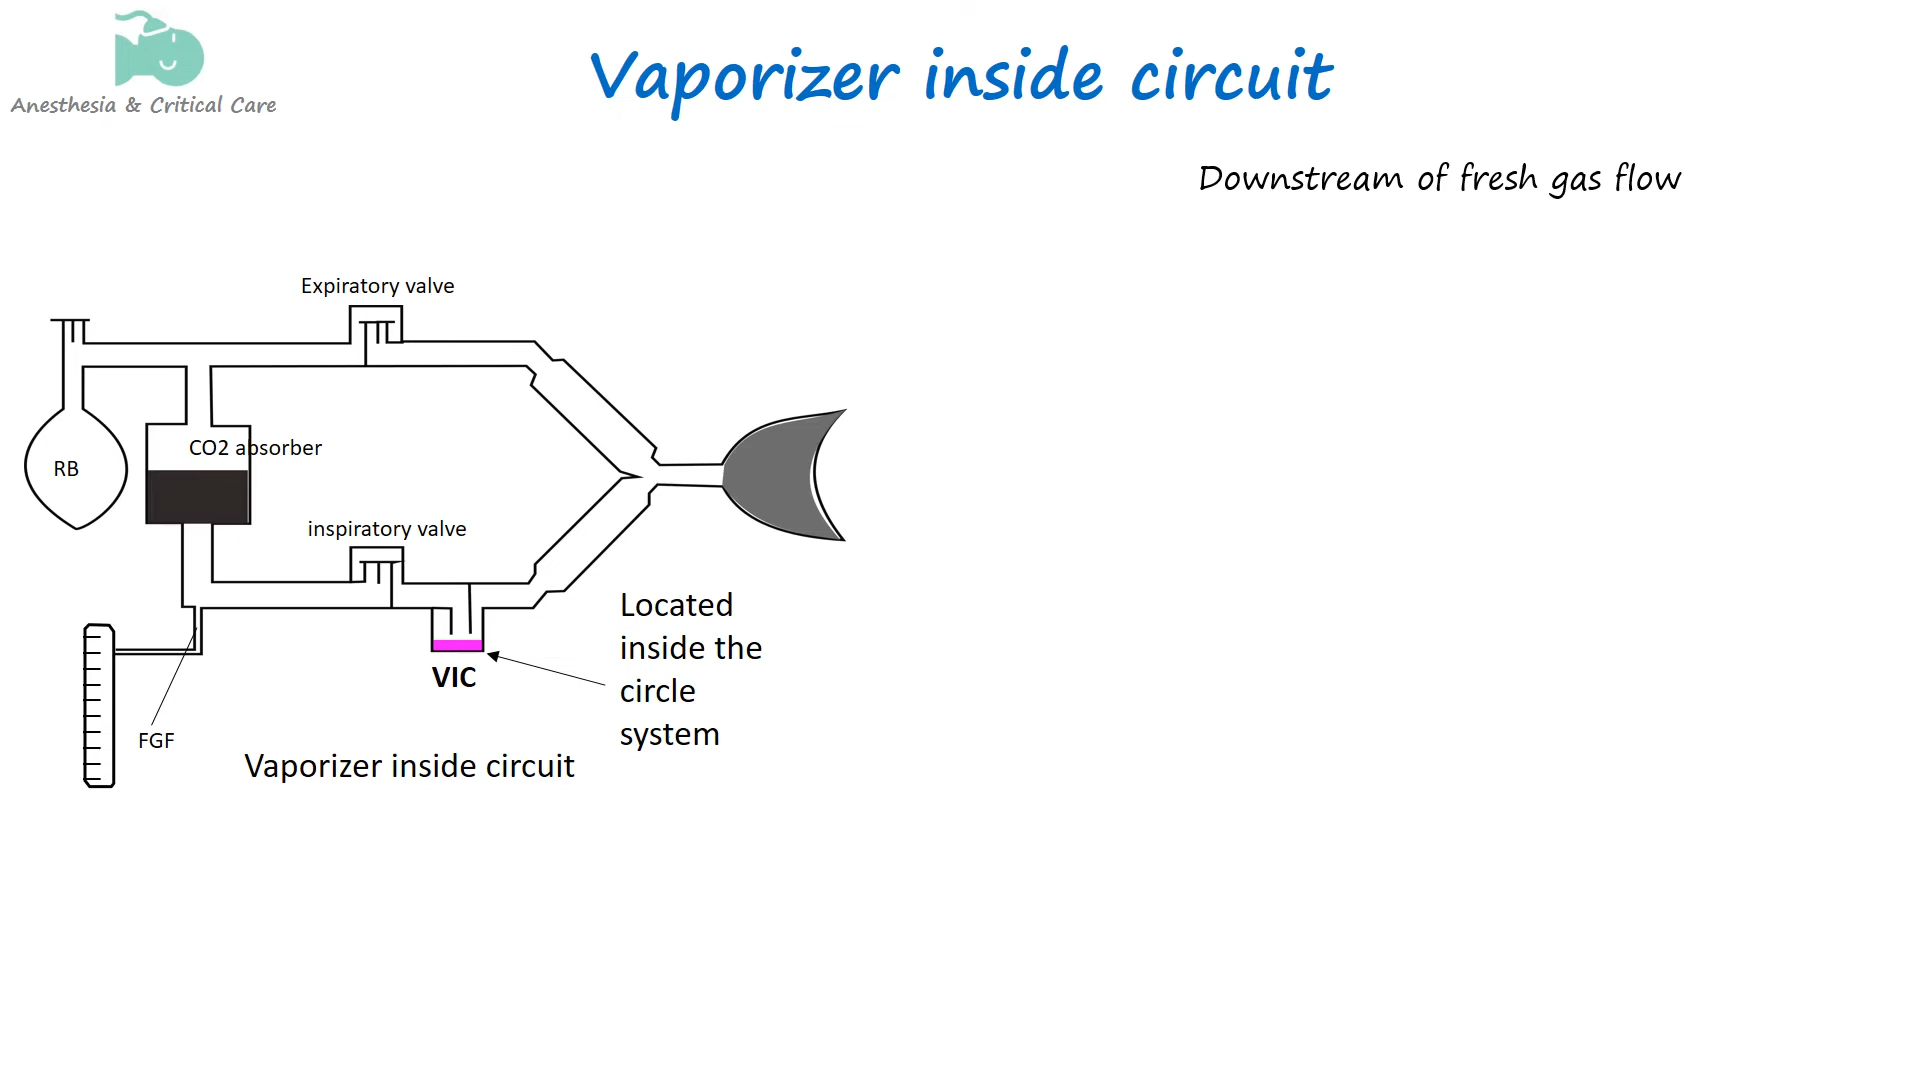 Anesthesia & Critical Care
Vaporizer inside circuit
Downstream of fresh gas flow
Expiratory valve
CO2 absorber
RB
inspiratory valve
Located
inside the
circle
system
VIC
FGF
Vaporizer inside circuit